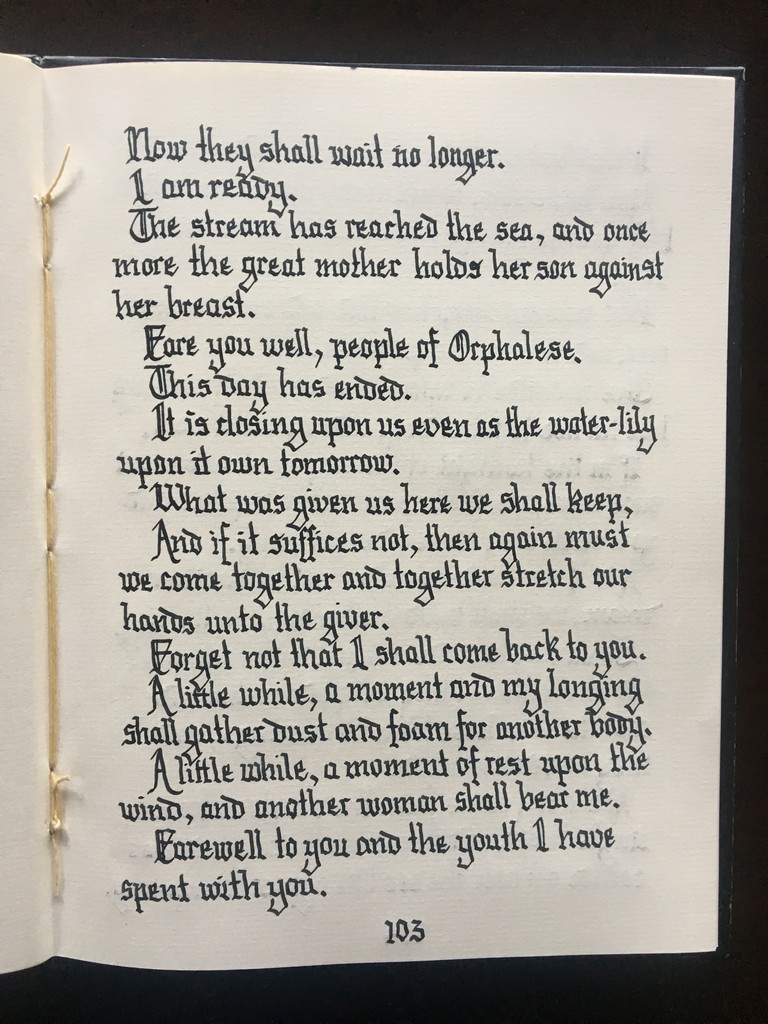 Now they shall wait no longer.
I am ready.
The stream has reached the sea, and once
more the great mother holds her son against
her breast.
Fare you well, people of Orphalese.
This day has ended.
It is closing upon us even as the water-lily
upon it own tomorrow.
What was given us here we shall keep,
And if it suffices not, then again must
we come together and together stretch our
hands unto the giver.
Forget not that I shall come back to you.
A little while, a moment and my longing
shall gather dust and foam for another body.
A little while, a moment of rest upon the
wind, and another woman shall bear me.
Farewell to you and the youth I have
spent with you.
103